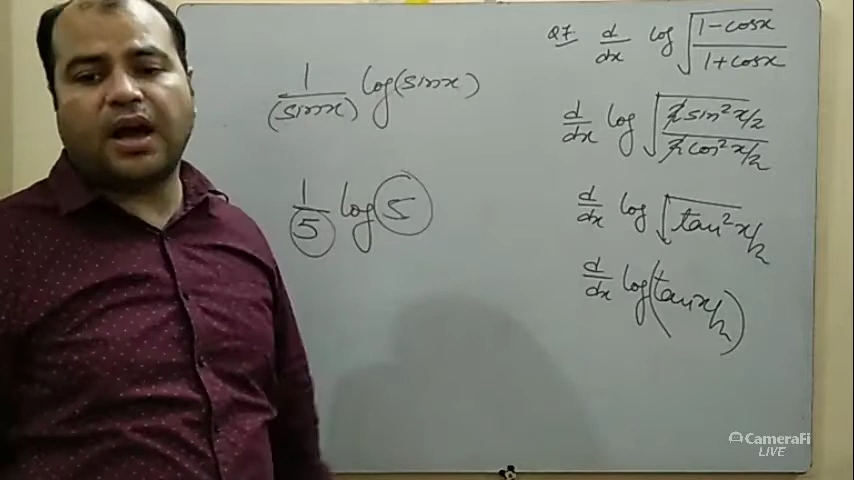 1/(sinx) log(sinx)
1/5 log 5
Q7. d/dx log √(1-cosx / 1+cosx)
d/dx log √(2sin²x/2 / 2cos²x/2)
d/dx log √tan²x/2
d/dx log(tanx/2)
CameraFi
LIVE